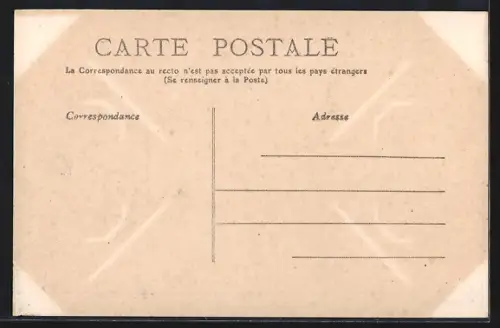 CARTE POSTALE
La Correspondance au recto n'est pas acceptée par tous les pays étrangers
(Se renseigner à la Poste)
Correspondance
Adresse